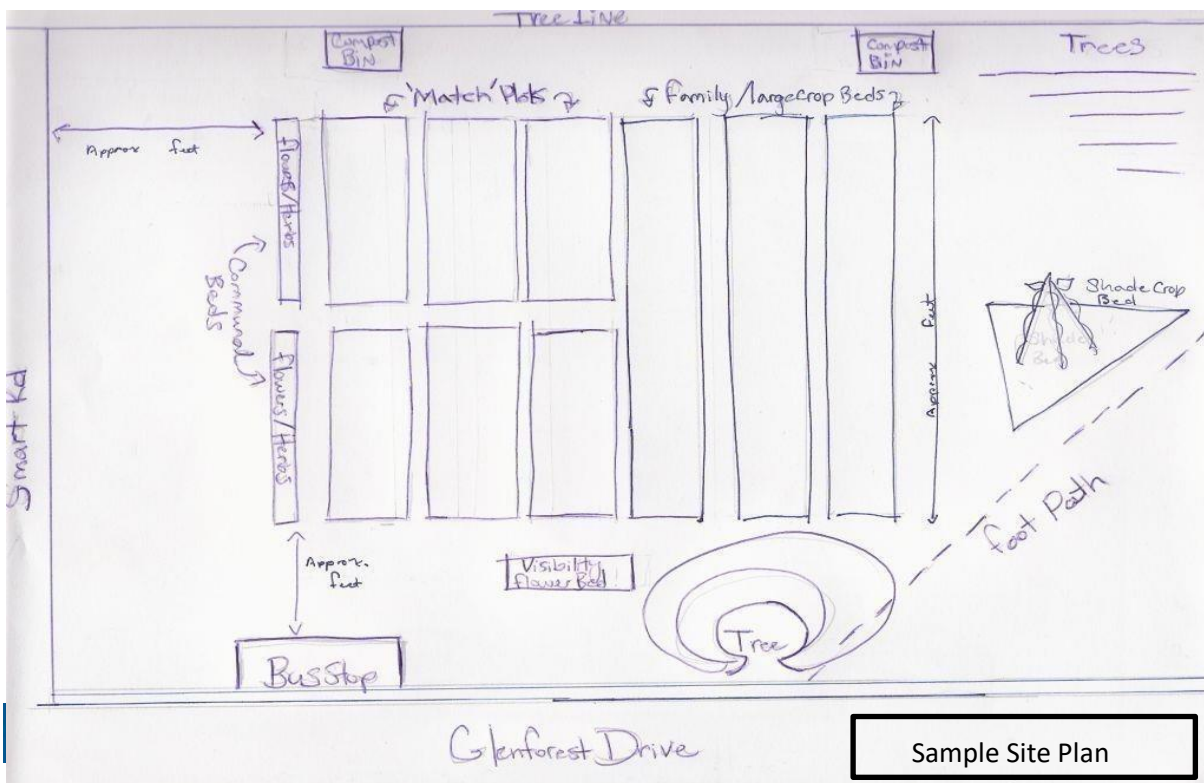 Tree Line
Compost
Bin
Compost
Bin
Trees
'Match' Plots
Family / large crop Beds
Approx feet
flowers/Herbs
Communal
Beds
Shade Crop
Bed
Shade
Bed
Approx feet
Smart Rd
flowers/Herbs
foot Path
Approx.
feet
Visibility
flower Bed
Tree
Bus Stop
Glenforest Drive
Sample Site Plan